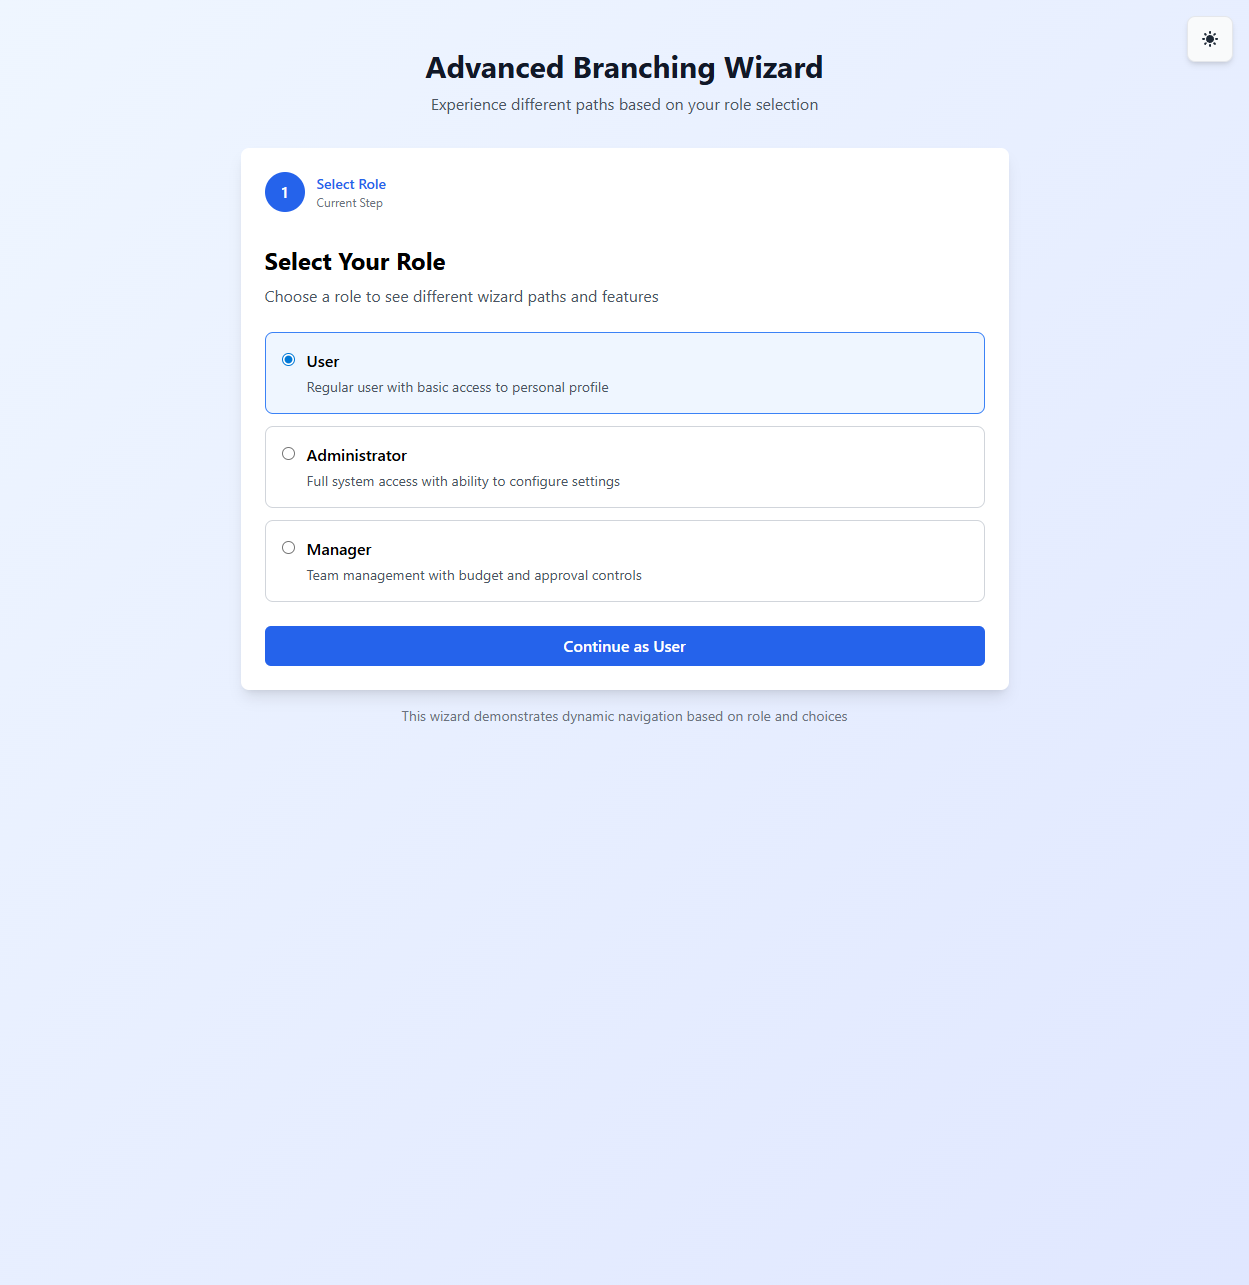 Advanced Branching Wizard
Experience different paths based on your role selection
1
Select Role
Current Step
Select Your Role
Choose a role to see different wizard paths and features
User
Regular user with basic access to personal profile
Administrator
Full system access with ability to configure settings
Manager
Team management with budget and approval controls
Continue as User
This wizard demonstrates dynamic navigation based on role and choices